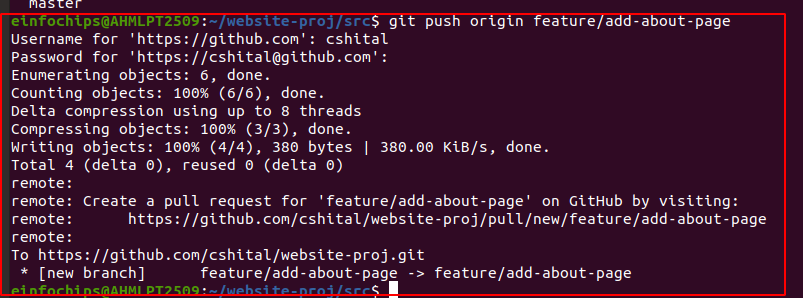 master
einfochips@AHMLPT2509:~/website-proj/src$ git push origin feature/add-about-page
Username for 'https://github.com': cshital
Password for 'https://cshital@github.com':
Enumerating objects: 6, done.
Counting objects: 100% (6/6), done.
Delta compression using up to 8 threads
Compressing objects: 100% (3/3), done.
Writing objects: 100% (4/4), 380 bytes | 380.00 KiB/s, done.
Total 4 (delta 0), reused 0 (delta 0)
remote:
remote: Create a pull request for 'feature/add-about-page' on GitHub by visiting:
remote:      https://github.com/cshital/website-proj/pull/new/feature/add-about-page
remote:
To https://github.com/cshital/website-proj.git
 * [new branch]      feature/add-about-page -> feature/add-about-page
einfochips@AHMLPT2509:~/website-proj/src$